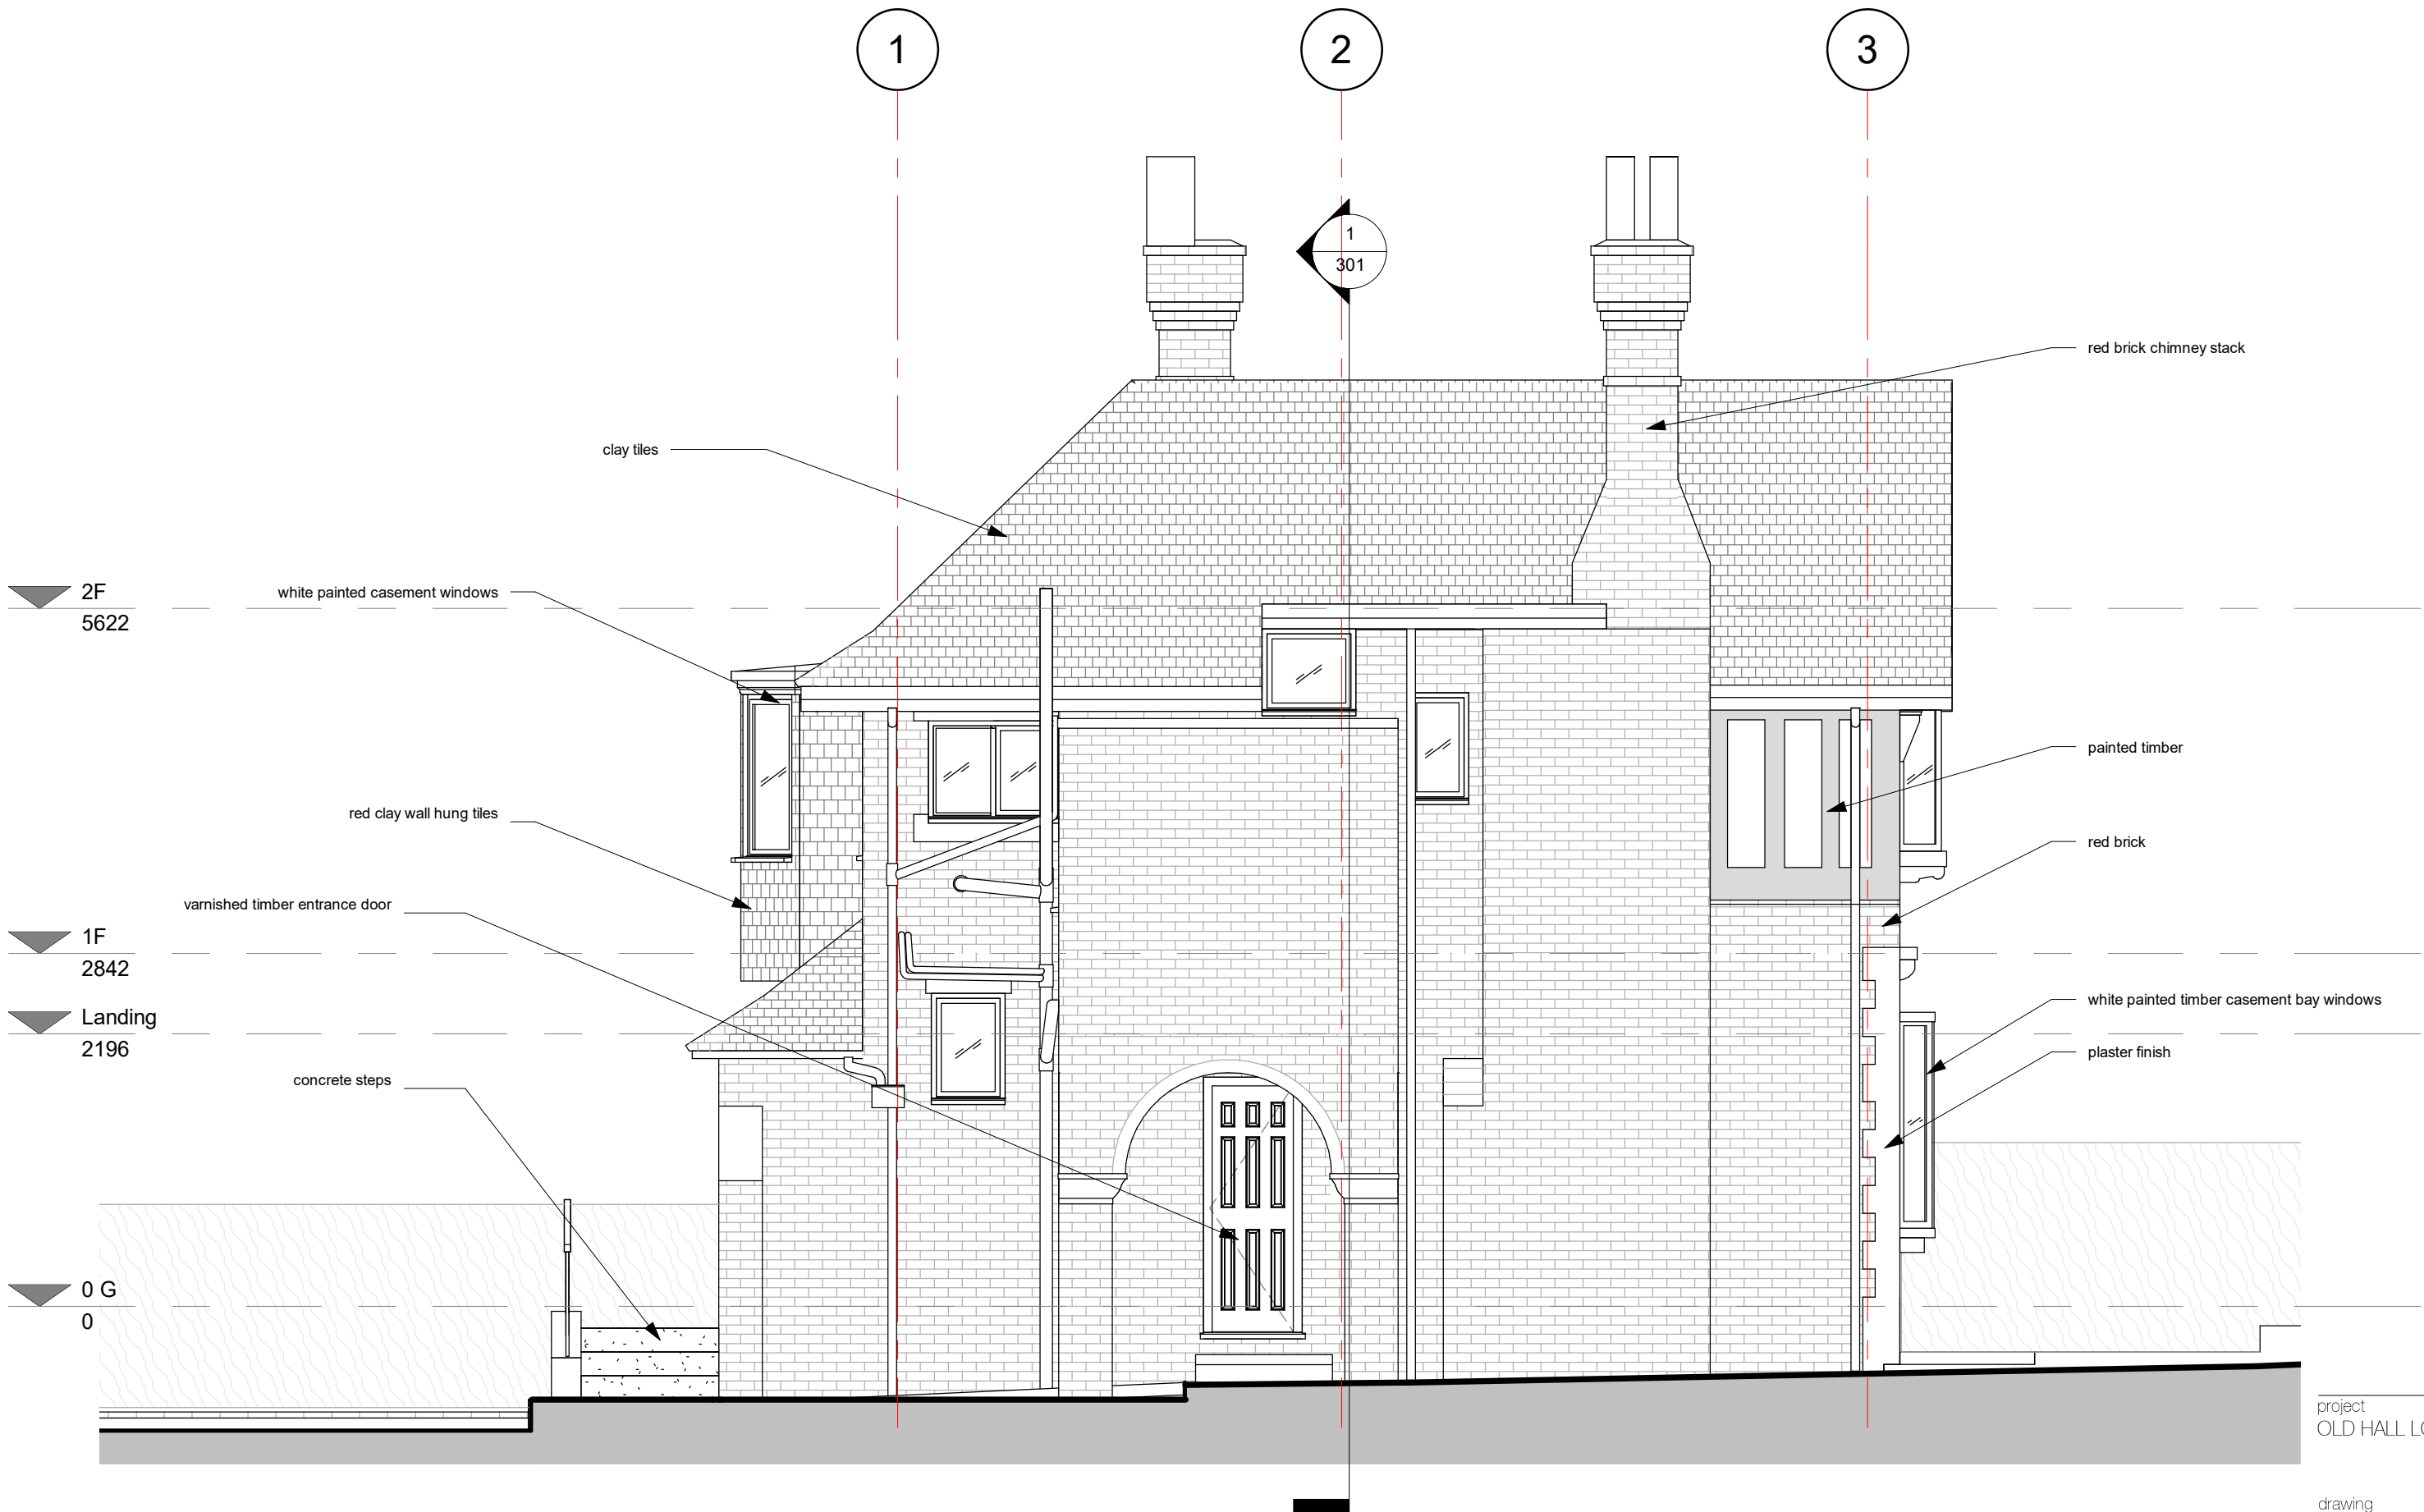 1
2
3
1
301
red brick chimney stack
clay tiles
2F
5622
white painted casement windows
painted timber
red clay wall hung tiles
red brick
varnished timber entrance door
1F
2842
white painted timber casement bay windows
Landing
2196
plaster finish
concrete steps
0 G
0
project
OLD HALL
drawing